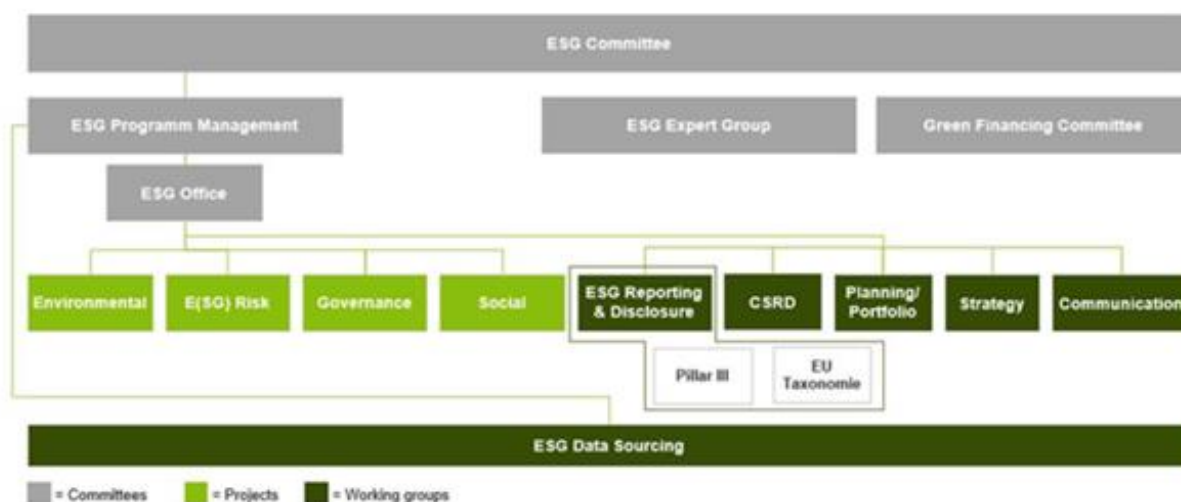 ESG Committee
ESG Programm Management
ESG Expert Group
Green Financing Committee
ESG Office
Environmental
E(SG) Risk
Governance
Social
ESG Reporting
& Disclosure
CSRD
Planning/
Portfolio
Strategy
Communication
Pillar III
EU
Taxonomie
ESG Data Sourcing
= Committees
= Projects
= Working groups